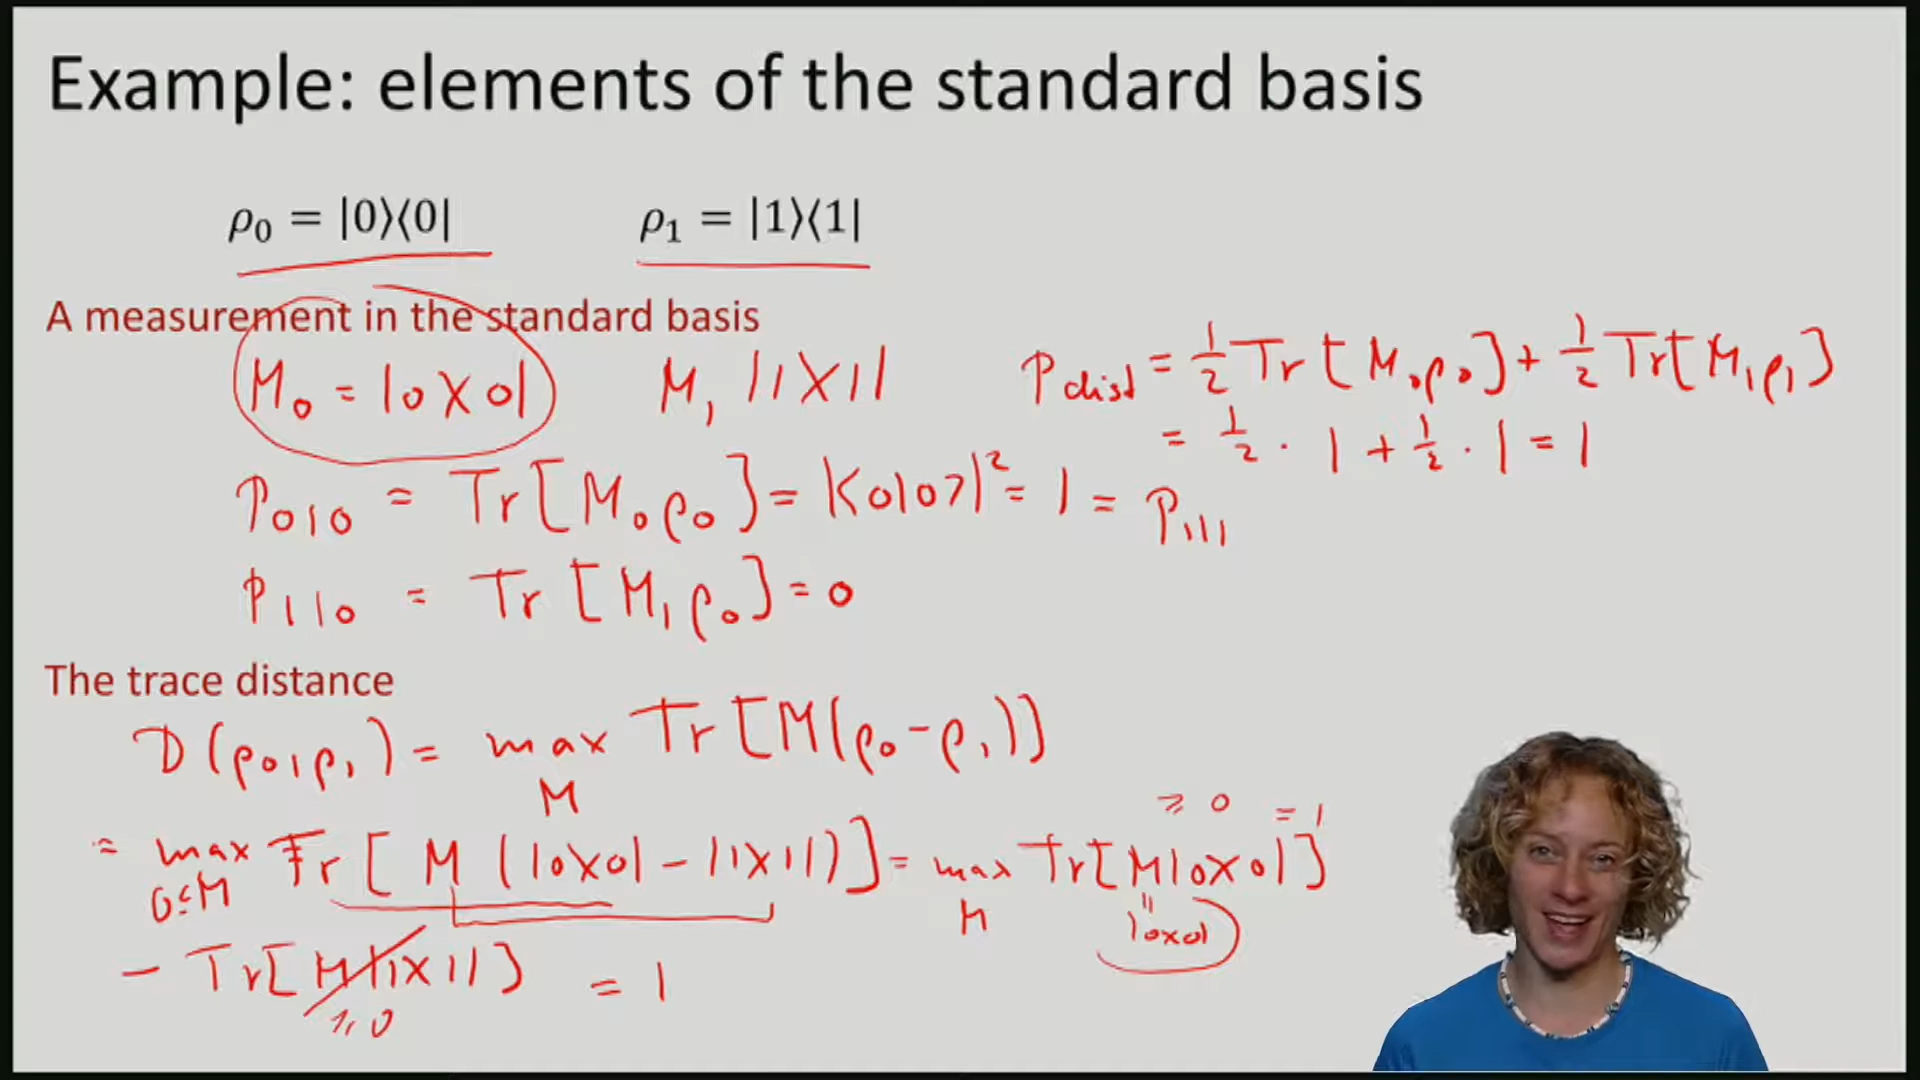 Example: elements of the standard basis
ρ₀ = |0⟩⟨0|    ρ₁ = |1⟩⟨1|
A measurement in the standard basis
M₀ = |0⟩⟨0|    M₁ |1⟩⟨1|
P dist = ½ Tr[M₀ρ₀] + ½ Tr[M₁ρ₁]
= ½ · 1 + ½ · 1 = 1
P₀|₀ = Tr[M₀ρ₀] = |⟨0|0⟩|² = 1 = P₁|₁
P₁|₀ = Tr[M₁ρ₀] = 0
The trace distance
D(ρ₀,ρ₁) = max Tr[M(ρ₀-ρ₁)]
M
≥ 0 = 1
= max Tr[M(|0⟩⟨0| - |1⟩⟨1|)] = max Tr[M|0⟩⟨0|]
0≤M    M    " |0⟩⟨0|
- Tr[M|1⟩⟨1|] = 1
≥ 0